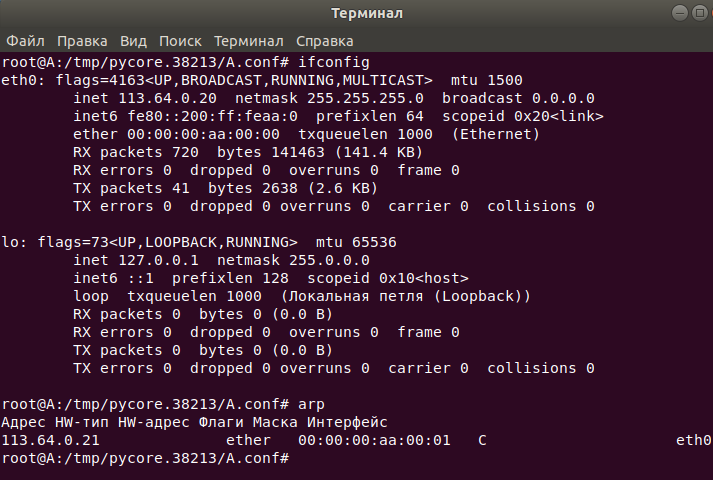 Терминал
Файл Правка Вид Поиск Терминал Справка
root@A:/tmp/pycore.38213/A.conf# ifconfig
eth0: flags=4163<UP,BROADCAST,RUNNING,MULTICAST>  mtu 1500
        inet 113.64.0.20  netmask 255.255.255.0  broadcast 0.0.0.0
        inet6 fe80::200:ff:feaa:0  prefixlen 64  scopeid 0x20<link>
        ether 00:00:00:aa:00:00  txqueuelen 1000  (Ethernet)
        RX packets 720  bytes 141463 (141.4 KB)
        RX errors 0  dropped 0  overruns 0  frame 0
        TX packets 41  bytes 2638 (2.6 KB)
        TX errors 0  dropped 0 overruns 0  carrier 0  collisions 0
lo: flags=73<UP,LOOPBACK,RUNNING>  mtu 65536
        inet 127.0.0.1  netmask 255.0.0.0
        inet6 ::1  prefixlen 128  scopeid 0x10<host>
        loop  txqueuelen 1000  (Локальная петля (Loopback))
        RX packets 0  bytes 0 (0.0 B)
        RX errors 0  dropped 0  overruns 0  frame 0
        TX packets 0  bytes 0 (0.0 B)
        TX errors 0  dropped 0 overruns 0  carrier 0  collisions 0
root@A:/tmp/pycore.38213/A.conf# arp
Адрес HW-тип HW-адрес Флаги Маска Интерфейс
113.64.0.21              ether   00:00:00:aa:00:01   C                     eth0
root@A:/tmp/pycore.38213/A.conf#